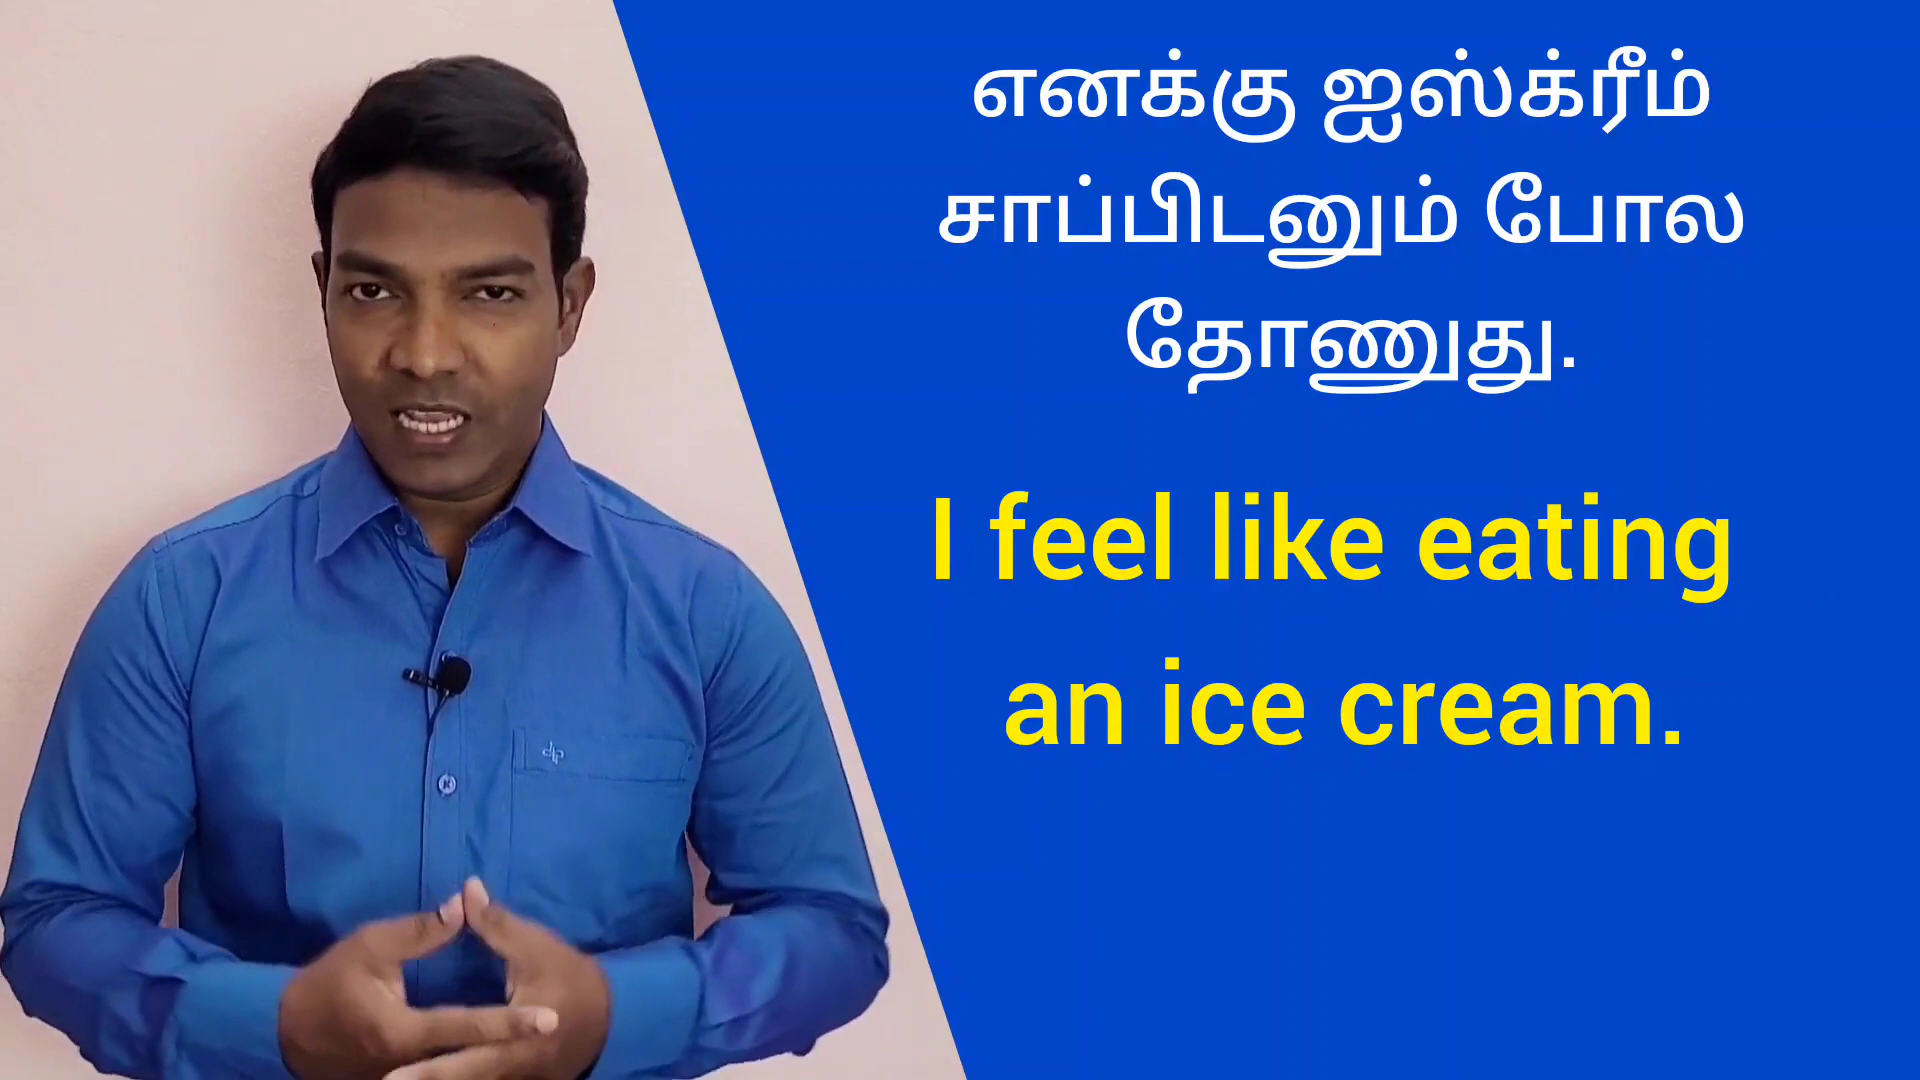 எனக்கு ஐஸ்க்ரீம்
சாப்பிடனும் போல
தோணுது.
I feel like eating
an ice cream.